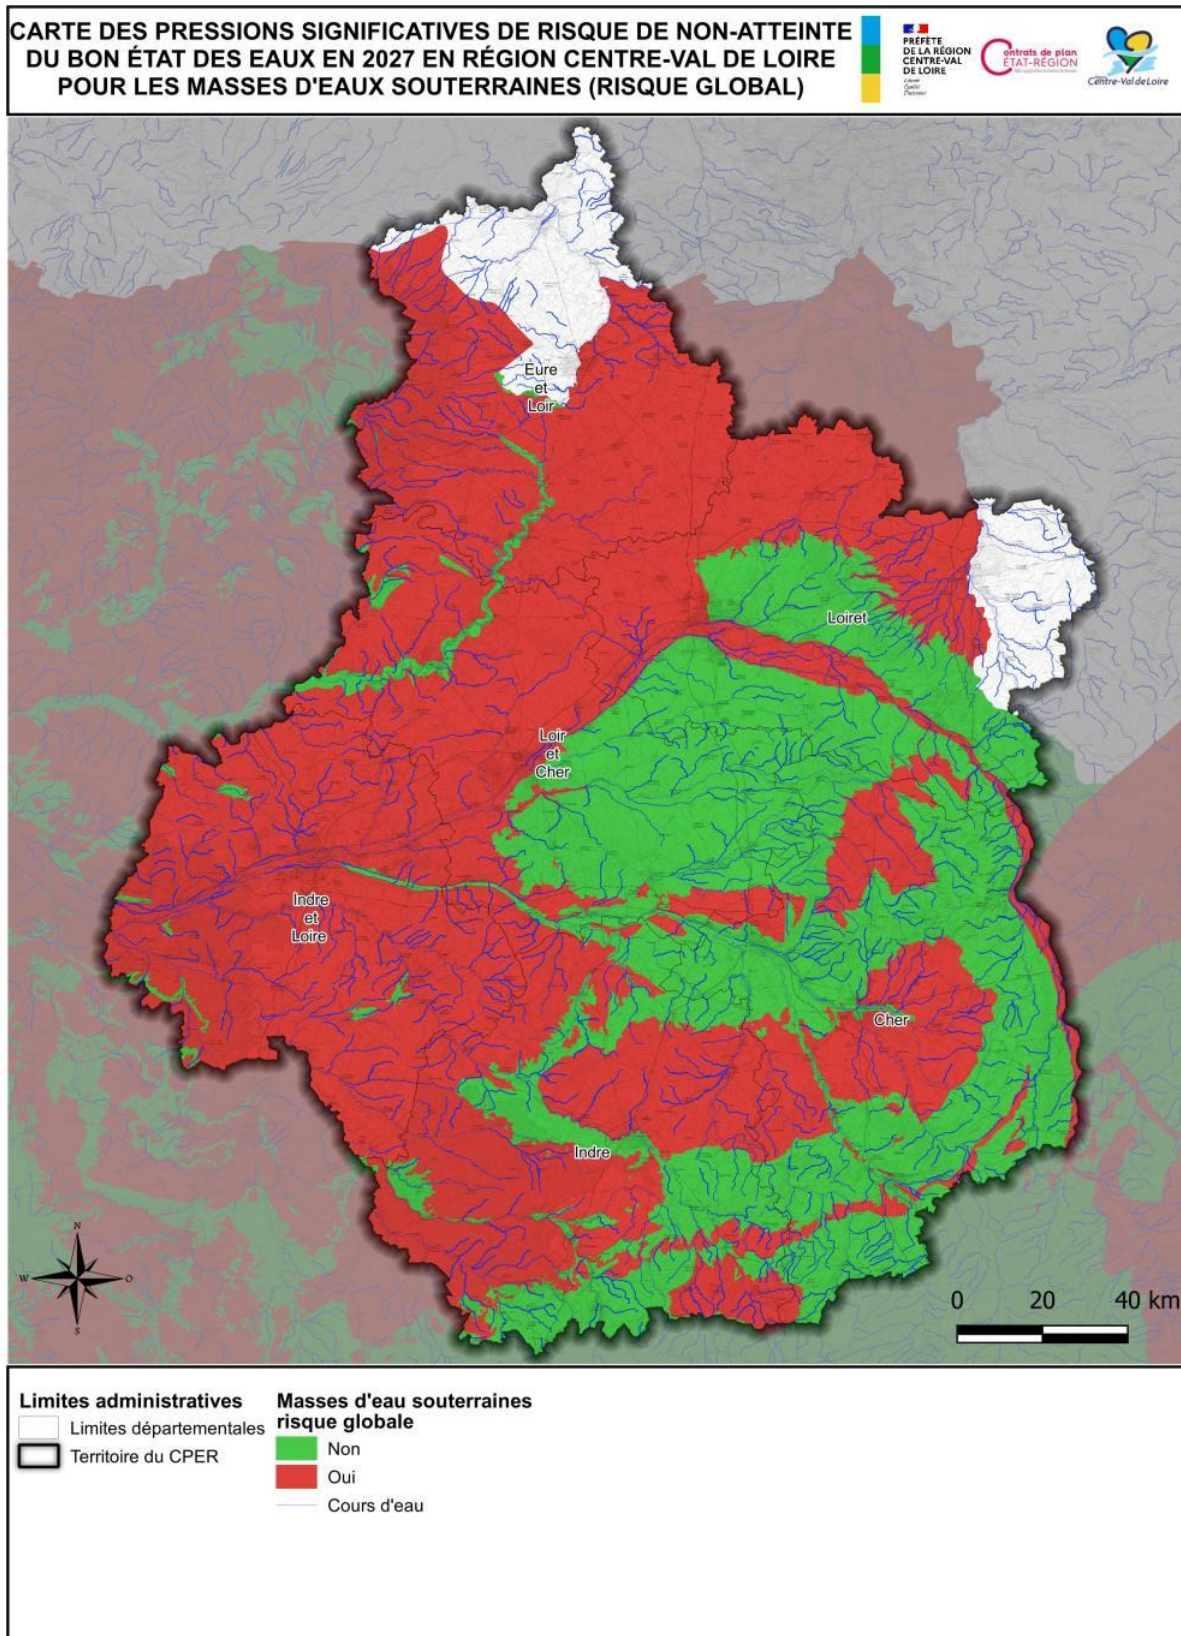 CARTE DES PRESSIONS SIGNIFICATIVES DE RISQUE DE NON-ATTEINTE
DU BON ÉTAT DES EAUX EN 2027 EN RÉGION CENTRE-VAL DE LOIRE
POUR LES MASSES D'EAUX SOUTERRAINES (RISQUE GLOBAL)
PRÉFÈTE
DE LA RÉGION
CENTRE-VAL
DE LOIRE
Contrats de plan
ÉTAT-RÉGION
Centre-Val de Loire
Eure
et
Loir
Loiret
Loir
et
Cher
Indre
et
Loire
Cher
Indre
N
W
O
S
0 20 40 km
Limites administratives
Limites départementales
Territoire du CPER
Masses d'eau souterraines
risque globale
Non
Oui
Cours d'eau